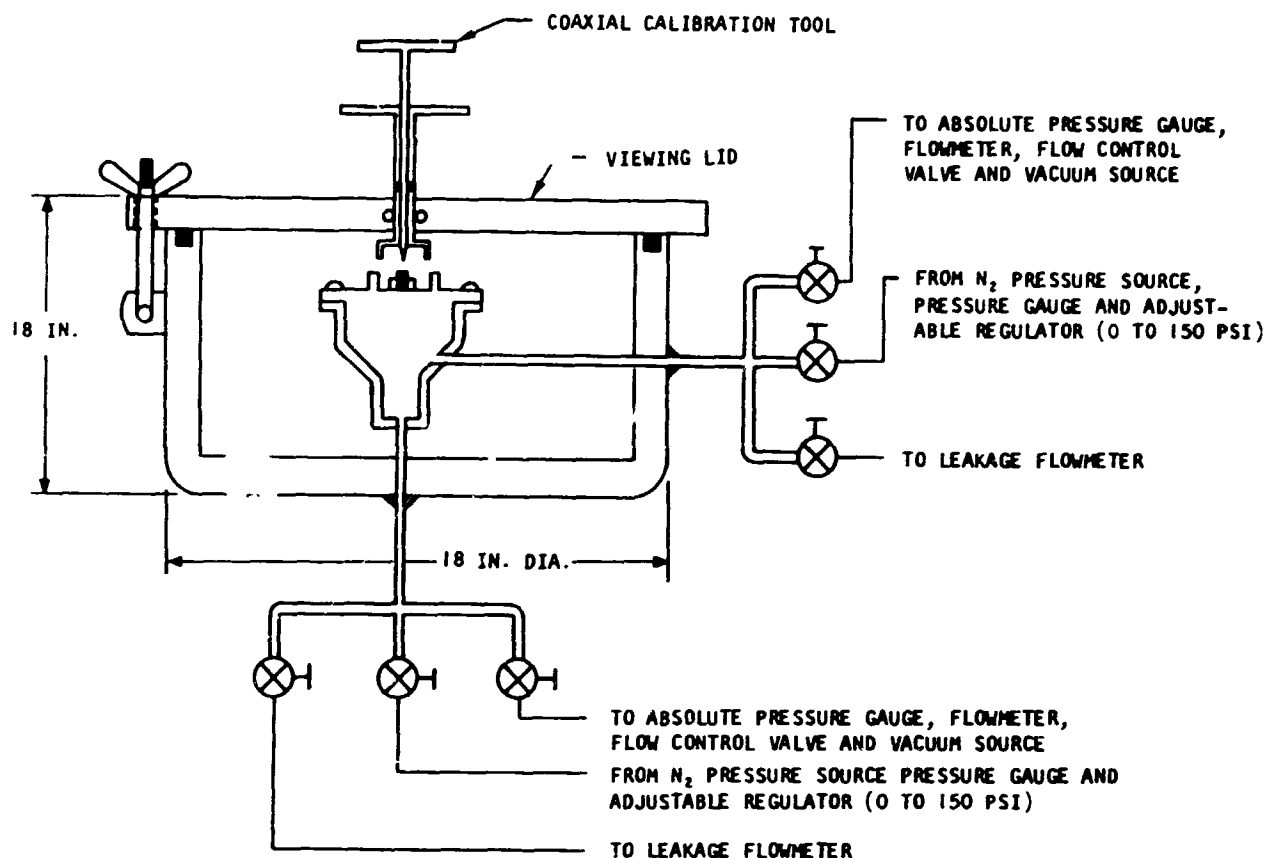 COAXIAL CALIBRATION TOOL
TO ABSOLUTE PRESSURE GAUGE,
FLOWMETER, FLOW CONTROL
VALVE AND VACUUM SOURCE
VIEWING LID
FROM N₂ PRESSURE SOURCE,
PRESSURE GAUGE AND ADJUST-
ABLE REGULATOR (0 TO 150 PSI)
18 IN.
TO LEAKAGE FLOWMETER
18 IN. DIA.
TO ABSOLUTE PRESSURE GAUGE, FLOWMETER,
FLOW CONTROL VALVE AND VACUUM SOURCE
FROM N₂ PRESSURE SOURCE PRESSURE GAUGE AND
ADJUSTABLE REGULATOR (0 TO 150 PSI)
TO LEAKAGE FLOWMETER